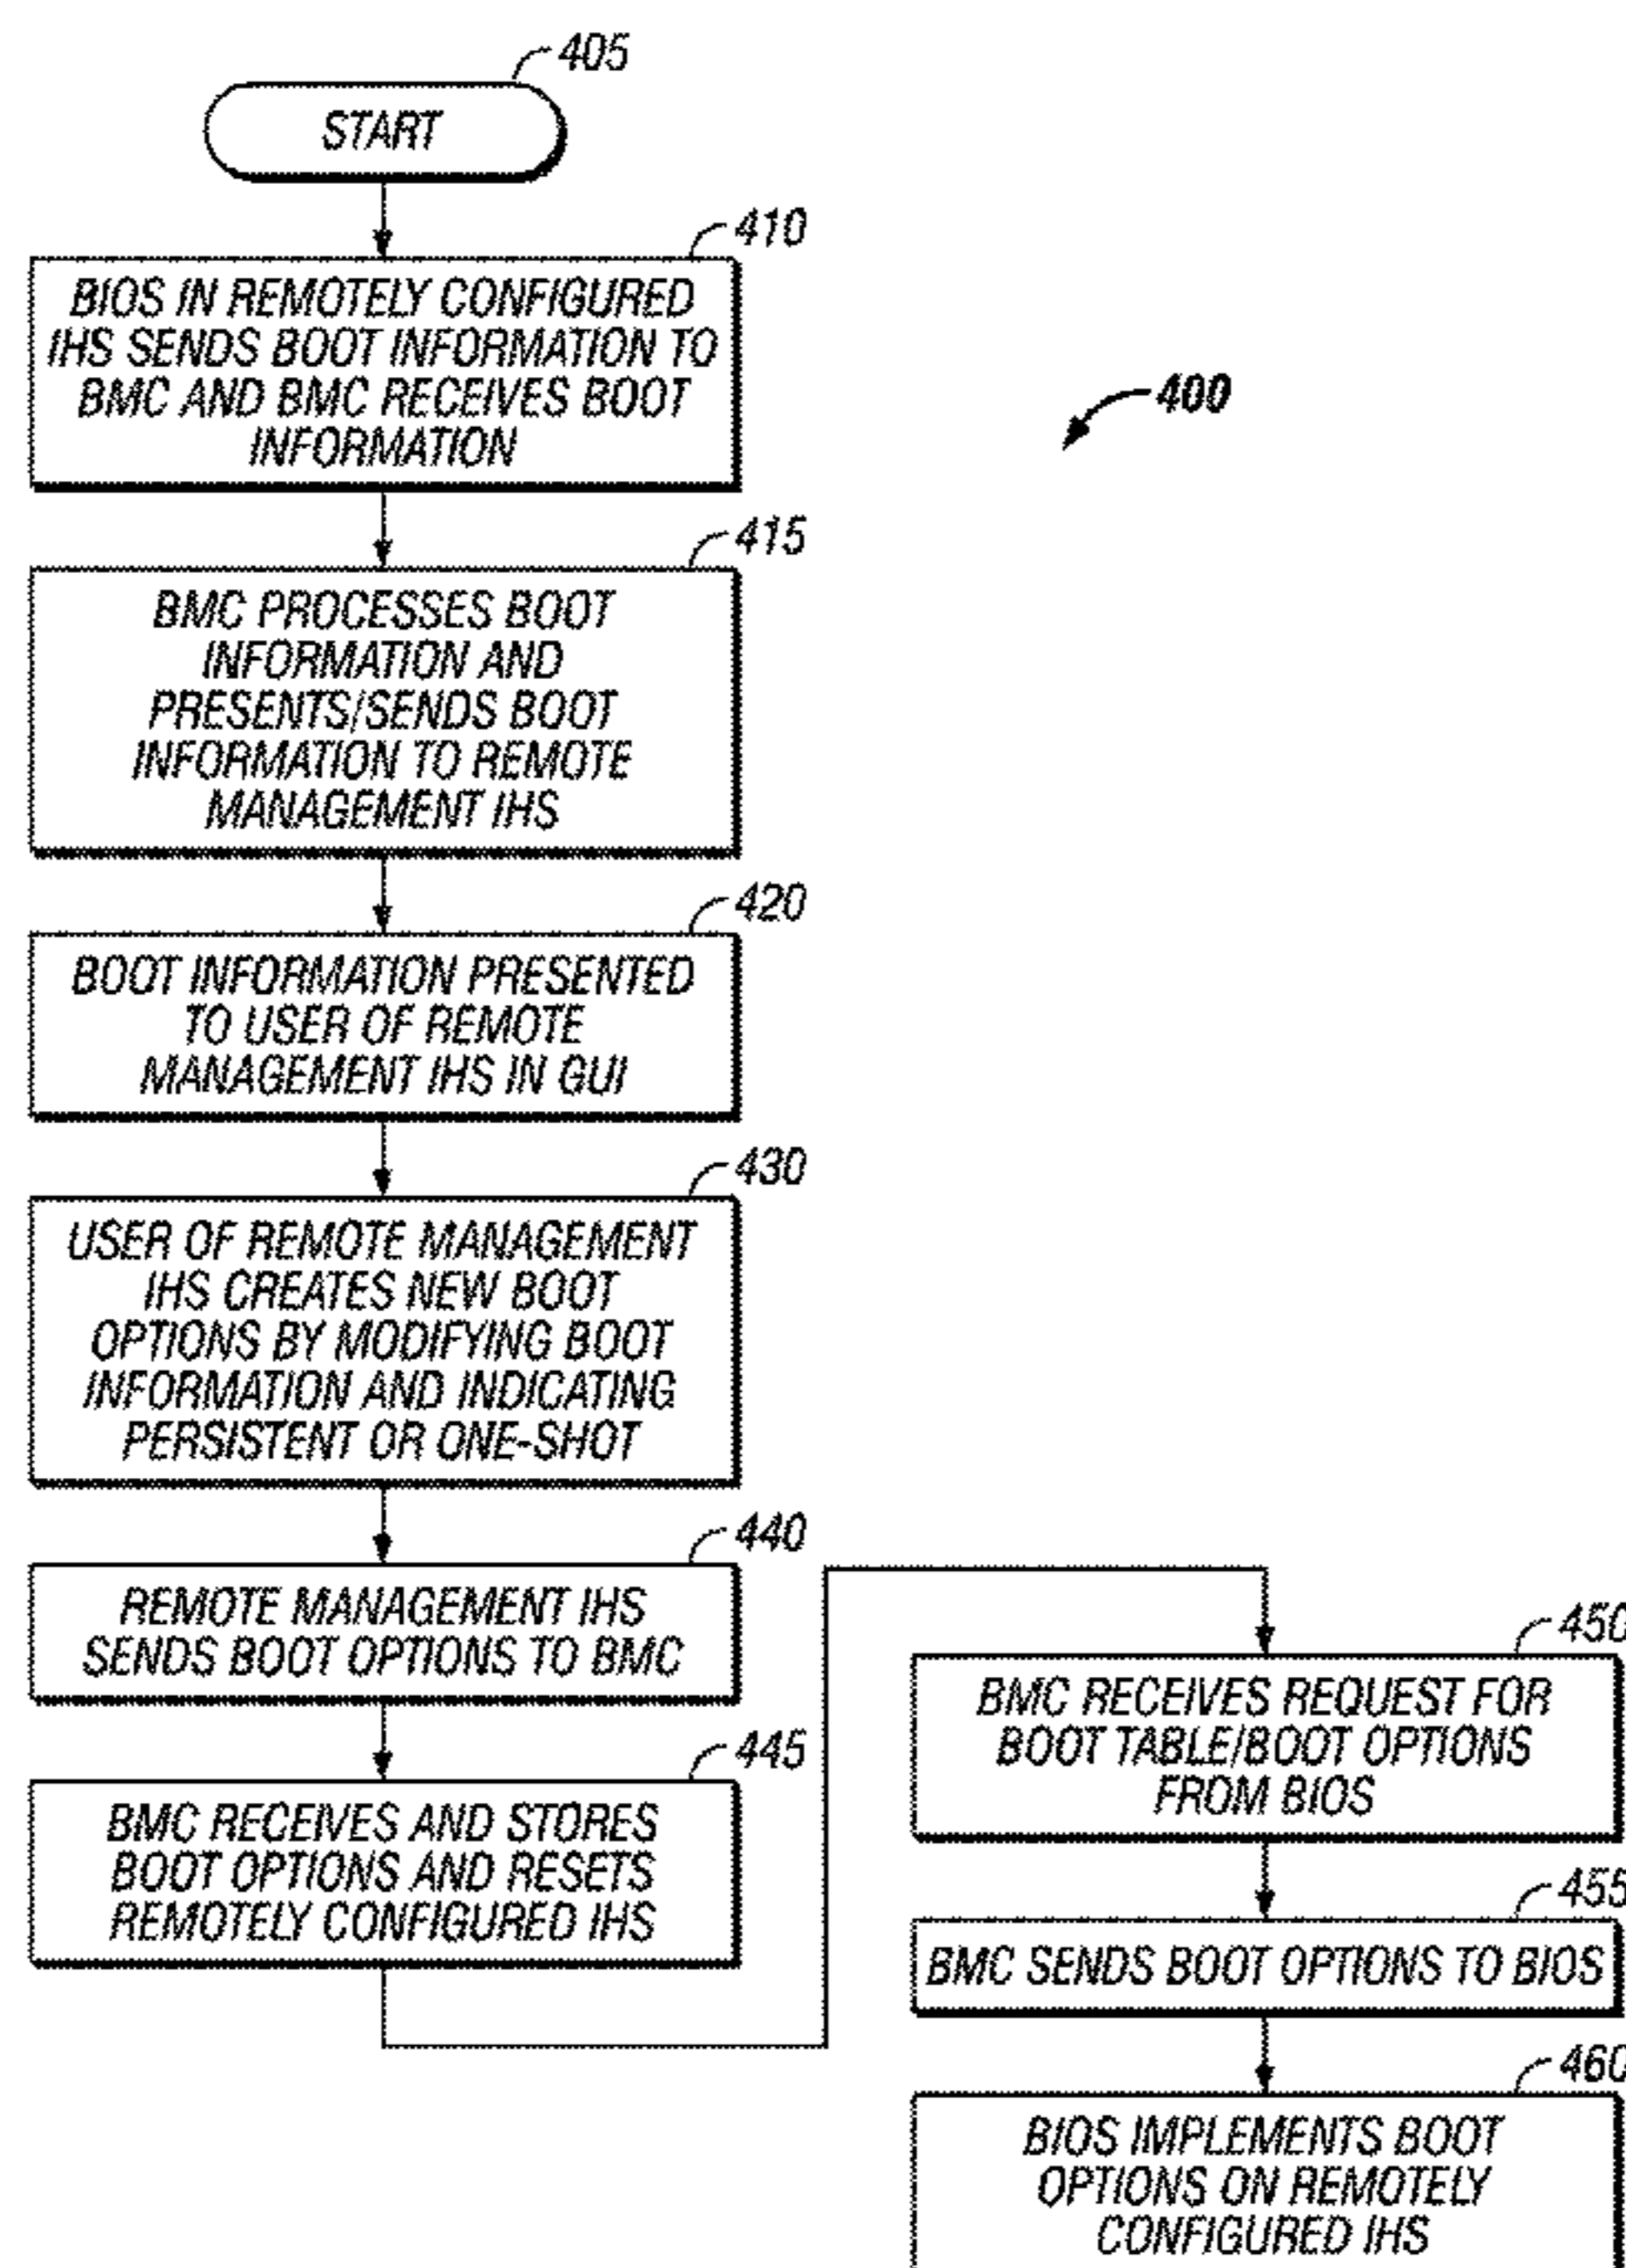 405
START
410
BIOS IN REMOTELY CONFIGURED
IHS SENDS BOOT INFORMATION TO
BMC AND BMC RECEIVES BOOT
INFORMATION
400
415
BMC PROCESSES BOOT
INFORMATION AND
PRESENTS/SENDS BOOT
INFORMATION TO REMOTE
MANAGEMENT IHS
420
BOOT INFORMATION PRESENTED
TO USER OF REMOTE
MANAGEMENT IHS IN GUI
430
USER OF REMOTE MANAGEMENT
IHS CREATES NEW BOOT
OPTIONS BY MODIFYING BOOT
INFORMATION AND INDICATING
PERSISTENT OR ONE-SHOT
440
REMOTE MANAGEMENT IHS
SENDS BOOT OPTIONS TO BMC
445
BMC RECEIVES AND STORES
BOOT OPTIONS AND RESETS
REMOTELY CONFIGURED IHS
450
BMC RECEIVES REQUEST FOR
BOOT TABLE/BOOT OPTIONS
FROM BIOS
455
BMC SENDS BOOT OPTIONS TO BIOS
460
BIOS IMPLEMENTS BOOT
OPTIONS ON REMOTELY
CONFIGURED IHS